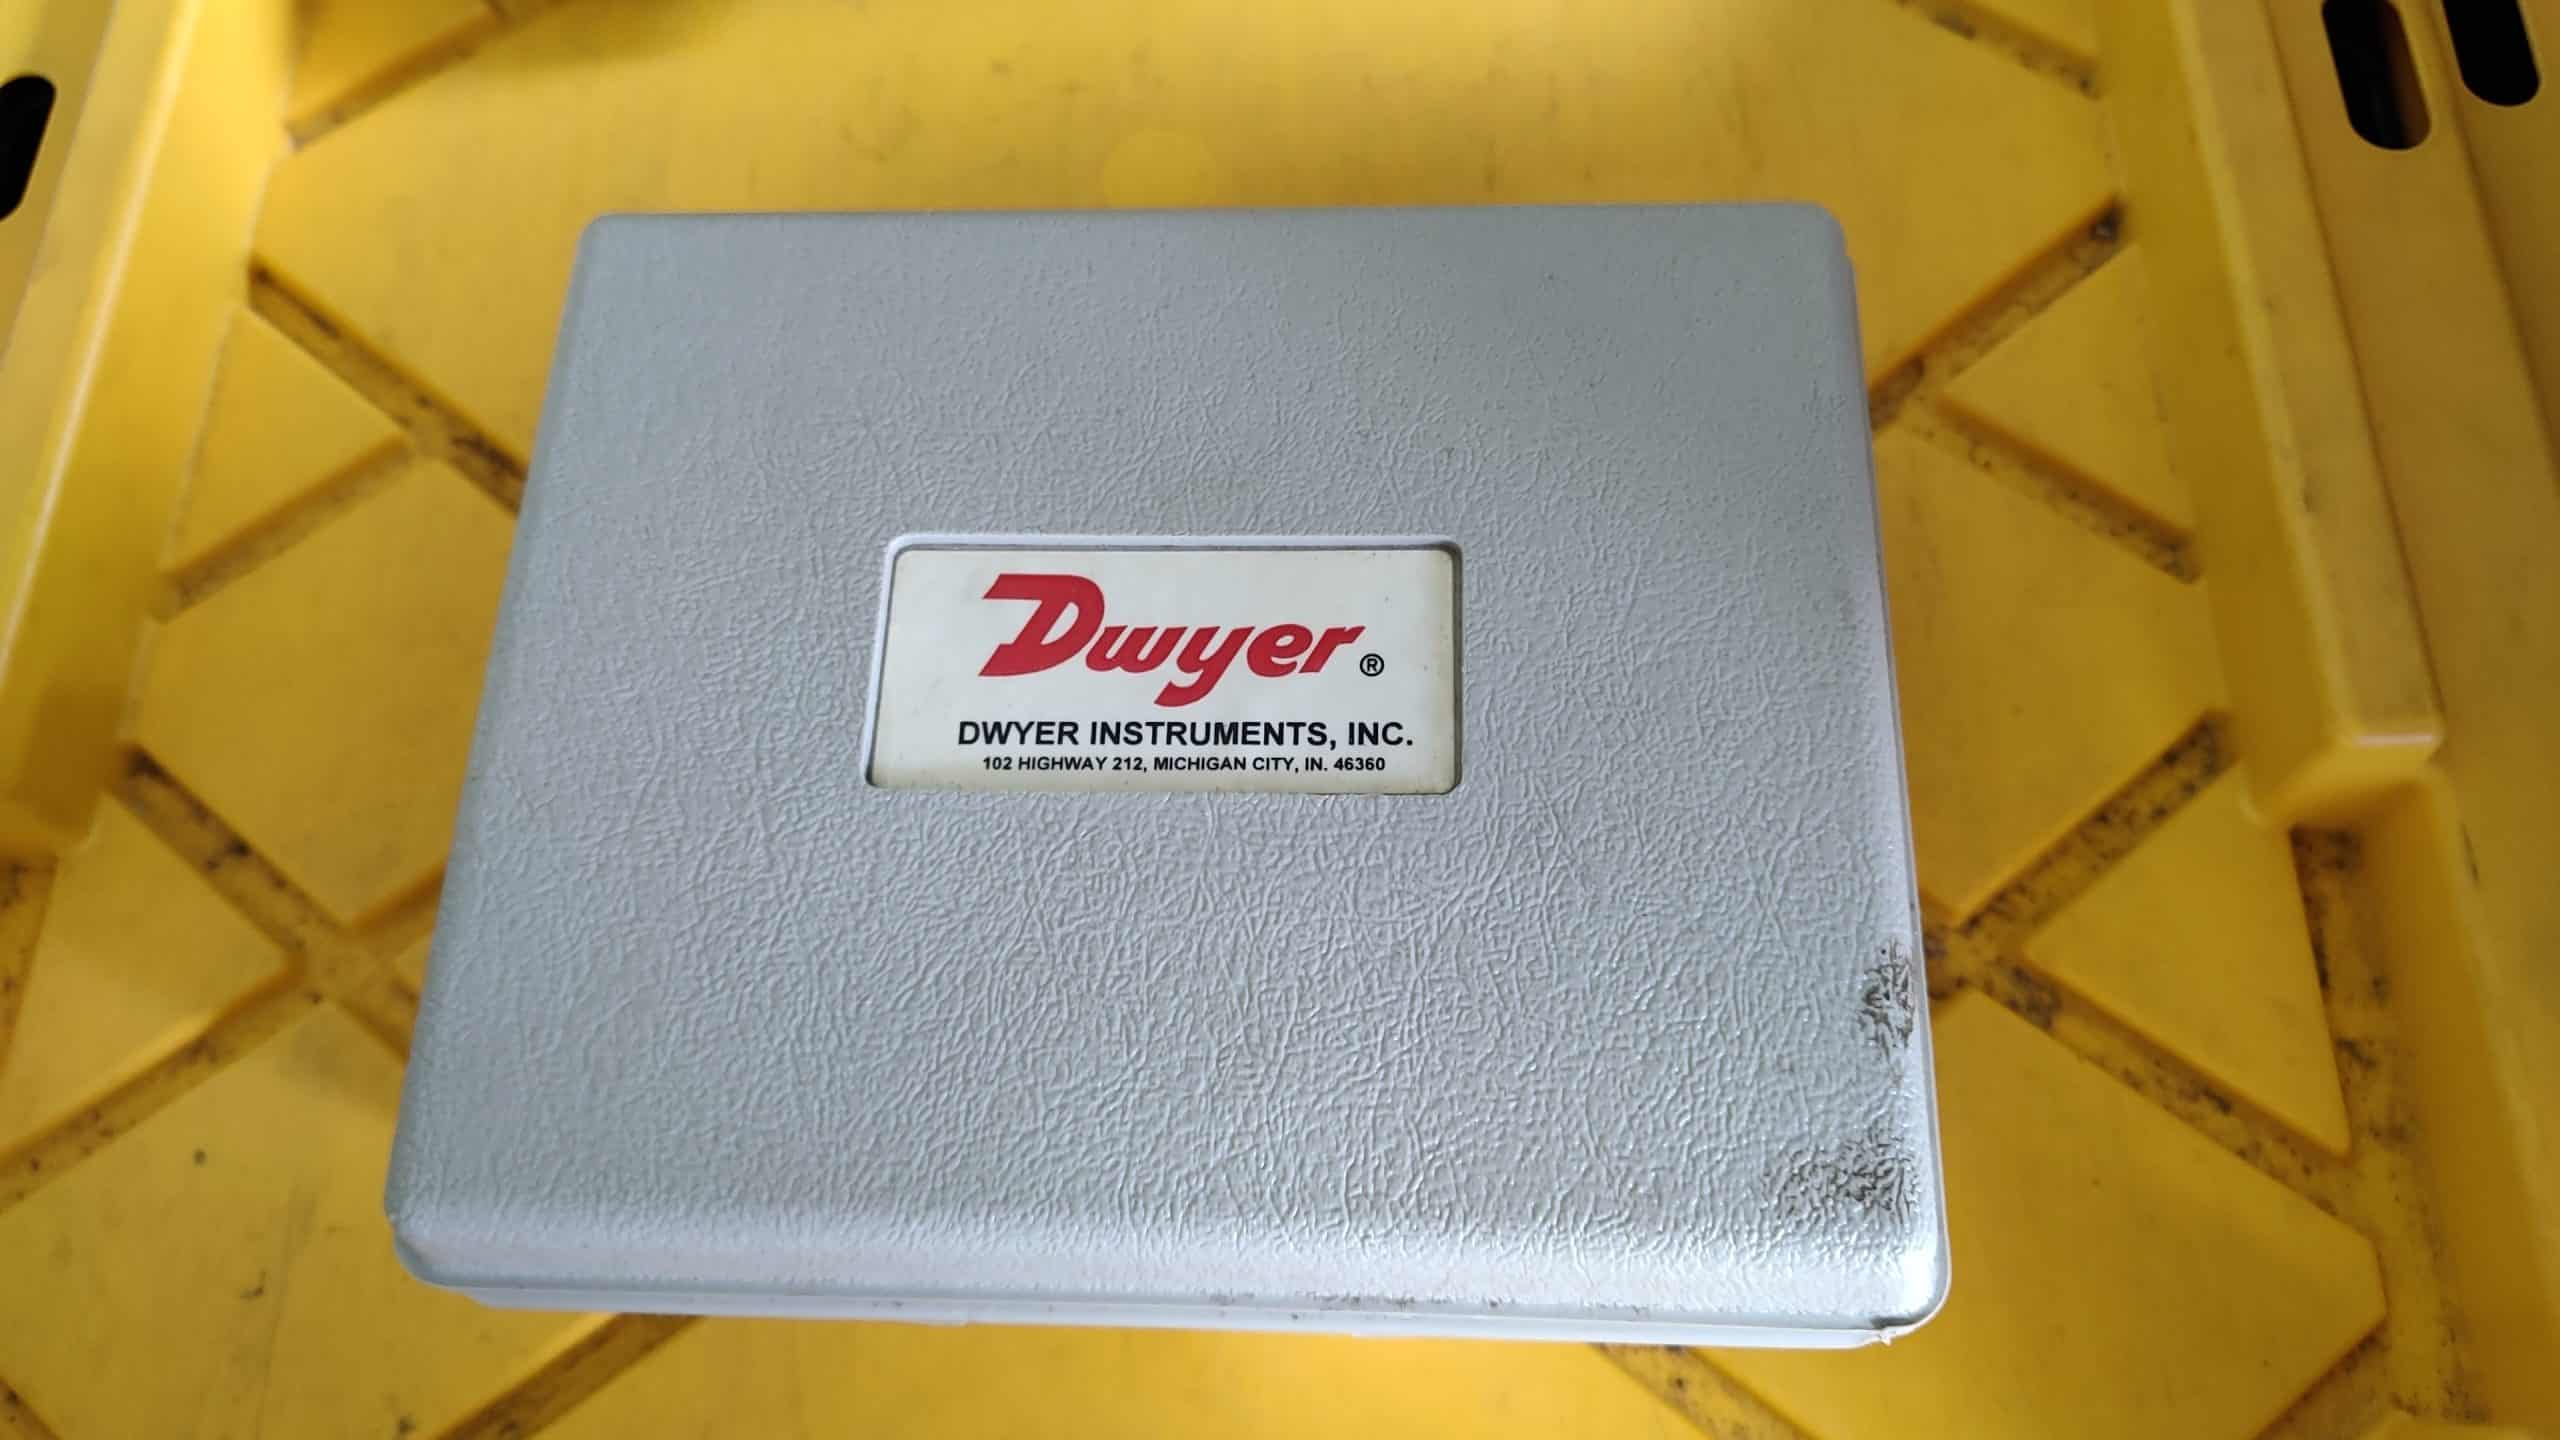 Dwyer®
DWYER INSTRUMENTS, INC.
102 HIGHWAY 212, MICHIGAN CITY, IN. 46360